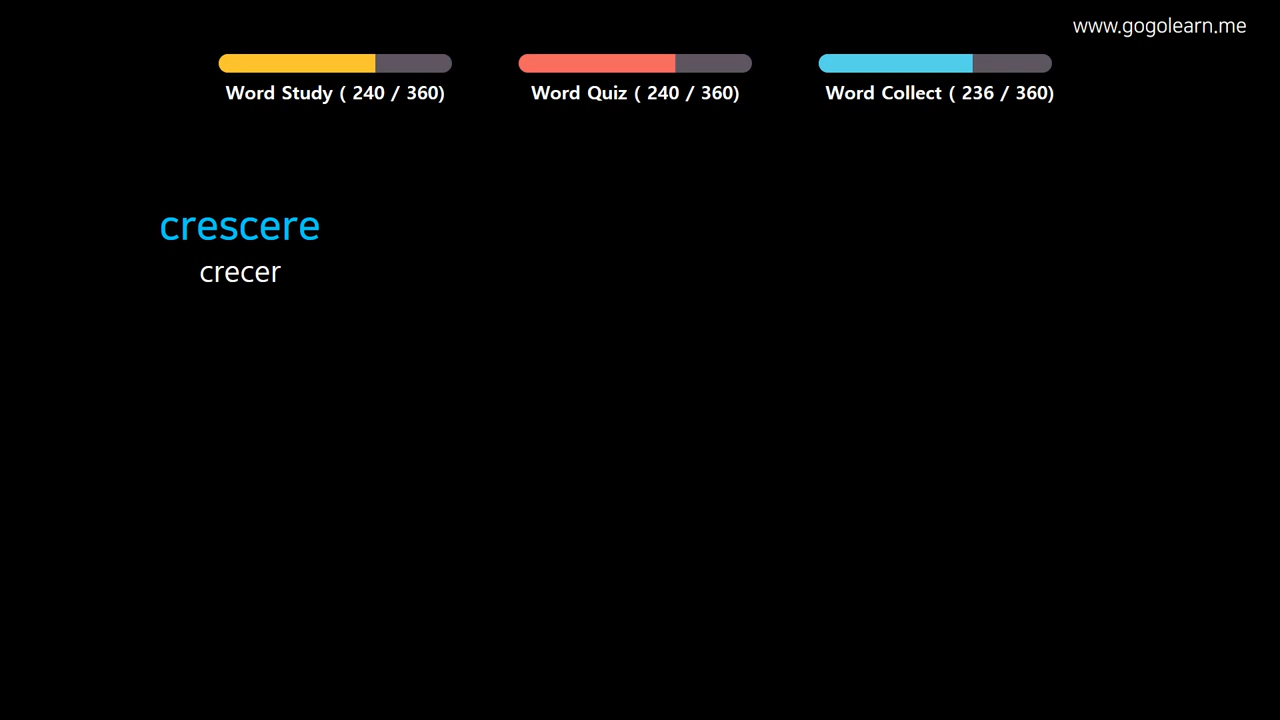 www.gogolearn.me
Word Study ( 240 / 360)
Word Quiz ( 240 / 360)
Word Collect ( 236 / 360)
crescere
crecer